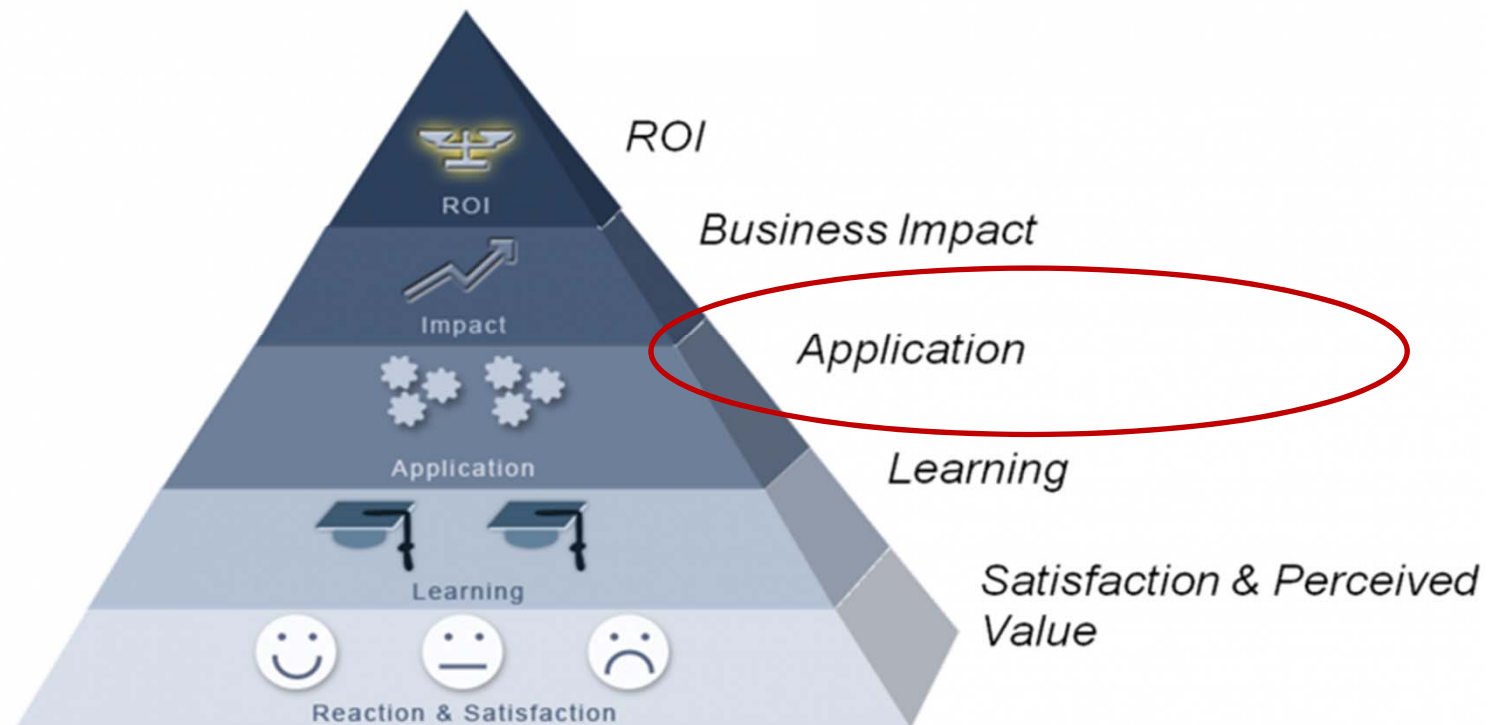 ROI
ROI
Business Impact
Impact
Application
Application
Learning
Learning
Satisfaction & Perceived
Value
Reaction & Satisfaction